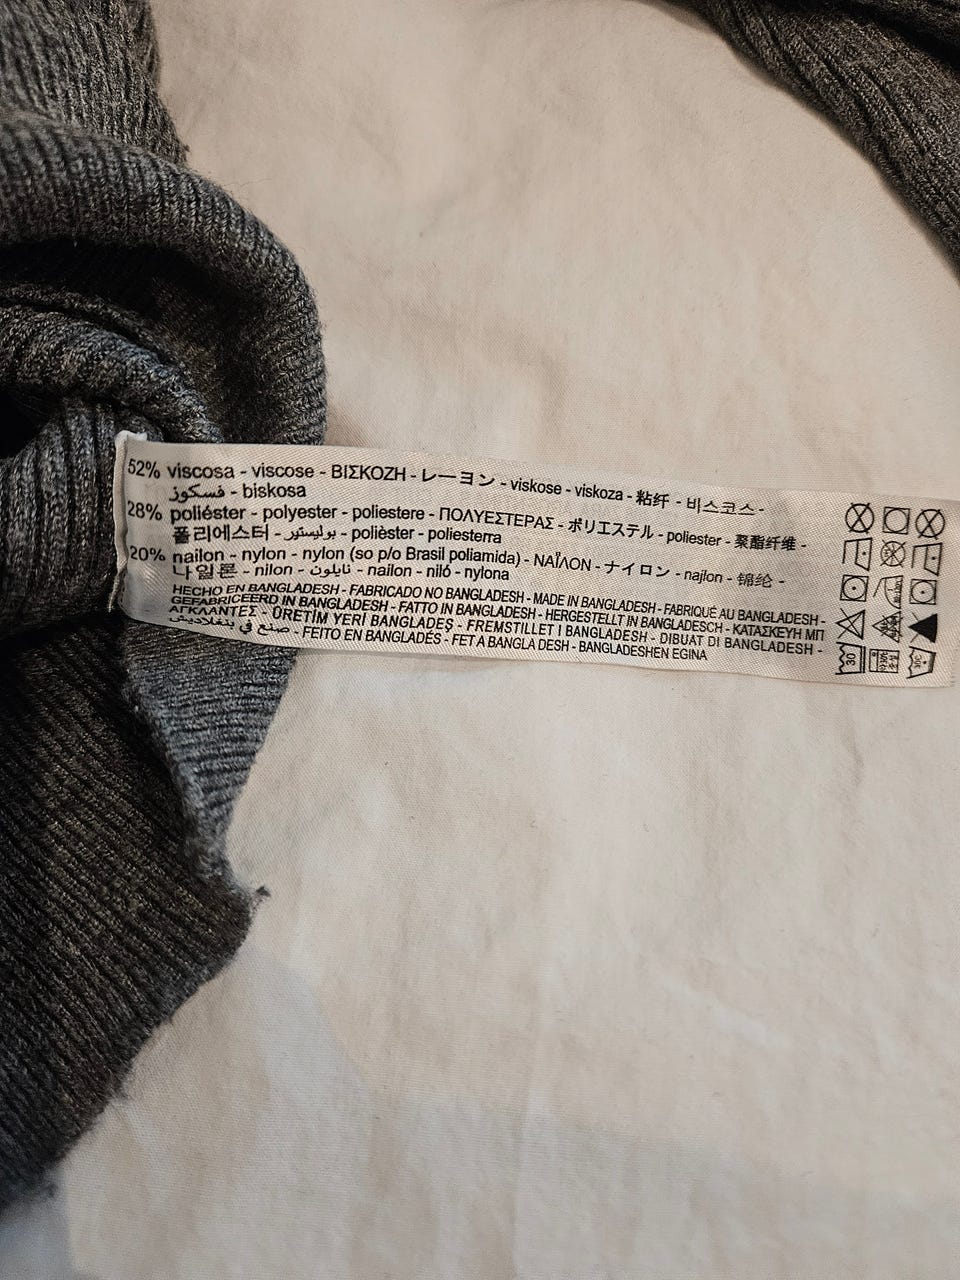 52% viscosa - viscose - ΒΙΣΚΟΖΗ - レーヨン - viskose - viskoza - 粘纤 - 비스코스 -
فسكوز - biskosa
28% poliéster - polyester - poliestere - ΠΟΛΥΕΣΤΕΡΑΣ - ポリエステル - poliester - 聚酯纤维 -
폴리에스터 - بوليستور - polièster - poliesterra
20% nailon - nylon - nylon (so p/o Brasil poliamida) - ΝΑΪΛΟΝ - ナイロン - najlon - 锦纶 -
나일론 - nilon - نايلون - nailon - niló - nylona
HECHO EN BANGLADESH - FABRICADO NO BANGLADESH - MADE IN BANGLADESH - FABRIQUÉ AU BANGLADESH -
GEFABRICEERD IN BANGLADESH - FATTO IN BANGLADESH - HERGESTELLT IN BANGLADESCH - ΚΑΤΑΣΚΕΥΗ ΜΠ
ΑΓΚΛΑΝΤΕΣ - ÜRETİM YERİ BANGLADEŞ - FREMSTILLET I BANGLADESH - DIBUAT DI BANGLADESH -
صنع في بنغلاديش - FEITO EN BANGLADÉS - FET A BANGLA DESH - BANGLADESHEN EGINA
30